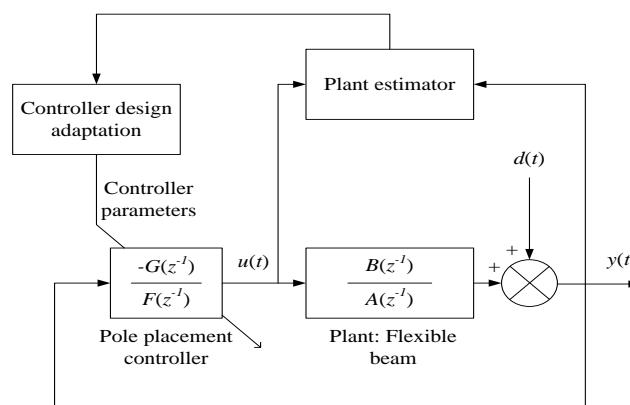 Plant estimator
Controller design
adaptation
d(t)
Controller
parameters
+
-G(z⁻¹)
F(z⁻¹)
u(t)
B(z⁻¹)
A(z⁻¹)
+
y(t
Pole placement
controller
Plant: Flexible
beam